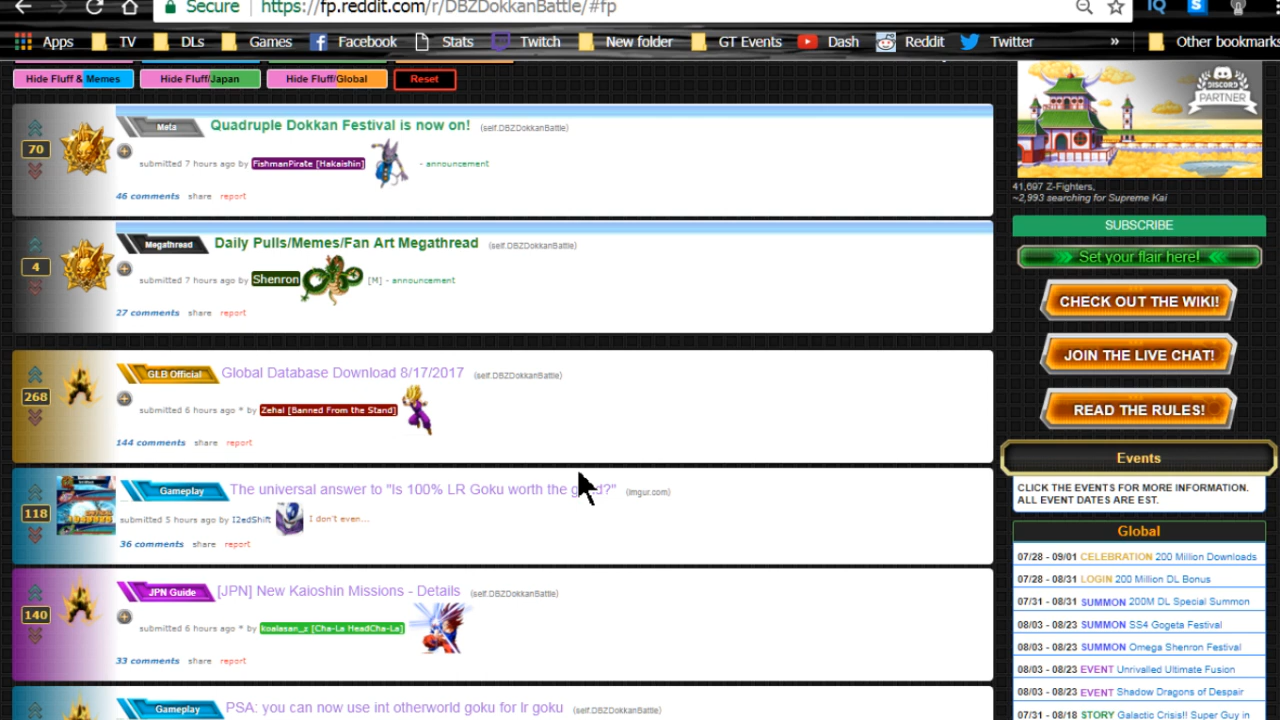 Secure https://fp.reddit.com/r/DBZDokkanBattle/#fp IQ S
Apps TV DLs Games Facebook Stats Twitch New folder GT Events Dash Reddit Twitter » Other bookmarks
Hide Fluff & Memes Hide Fluff/Japan Hide Fluff/Global Reset
DISCORD PARTNER
70
Meta Quadruple Dokkan Festival is now on! (self.DBZDokkanBattle)
submitted 7 hours ago by FishmanPirate [Hakaishin] - announcement
46 comments share report
4
Megathread Daily Pulls/Memes/Fan Art Megathread (self.DBZDokkanBattle)
submitted 7 hours ago by Shenron [M] - announcement
27 comments share report
268
GLB Official Global Database Download 8/17/2017 (self.DBZDokkanBattle)
submitted 6 hours ago * by Zehal [Banned From the Stand]
144 comments share report
118
Gameplay The universal answer to "Is 100% LR Goku worth the g nd?" (imgur.com)
submitted 5 hours ago by I2edShift I don't even...
36 comments share report
140
JPN Guide [JPN] New Kaioshin Missions - Details (self.DBZDokkanBattle)
submitted 6 hours ago * by kualasan_x [Cha-La HeadCha-La]
33 comments share report
Gameplay PSA: you can now use int otherworld goku for lr goku (self.DBZDokkanBattle)
41,697 Z-Fighters,
~2,993 searching for Supreme Kai
SUBSCRIBE
Set your flair here!
CHECK OUT THE WIKI!
JOIN THE LIVE CHAT!
READ THE RULES!
Events
CLICK THE EVENTS FOR MORE INFORMATION.
ALL EVENT DATES ARE EST.
Global
07/28 - 09/01 CELEBRATION 200 Million Downloads
07/28 - 08/31 LOGIN 200 Million DL Bonus
07/31 - 08/31 SUMMON 200M DL Special Summon
08/03 - 08/23 SUMMON SS4 Gogeta Festival
08/03 - 08/23 SUMMON Omega Shenron Festival
08/03 - 08/23 EVENT Unrivalled Ultimate Fusion
08/03 - 08/23 EVENT Shadow Dragons of Despair
07/31 - 08/18 STORY Galactic Crisis!! Super Guy in